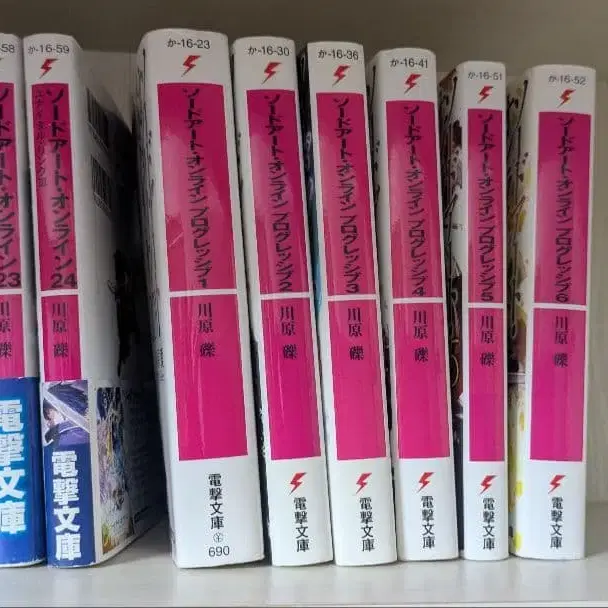 58
ソードアート・オンライン23
電撃文庫
か-16-59
ソードアート・オンライン24
川原 礫
電撃文庫
か-16-23
ソードアート・オンライン プログレッシブ1
川原 礫
電撃文庫
¥
690
か-16-30
ソードアート・オンライン プログレッシブ2
川原 礫
電撃文庫
か-16-36
ソードアート・オンライン プログレッシブ3
川原 礫
電撃文庫
か-16-41
ソードアート・オンライン プログレッシブ4
川原 礫
電撃文庫
か-16-51
ソードアート・オンライン プログレッシブ5
川原 礫
電撃文庫
か-16-52
ソードアート・オンライン プログレッシブ6
川原 礫
電撃文庫